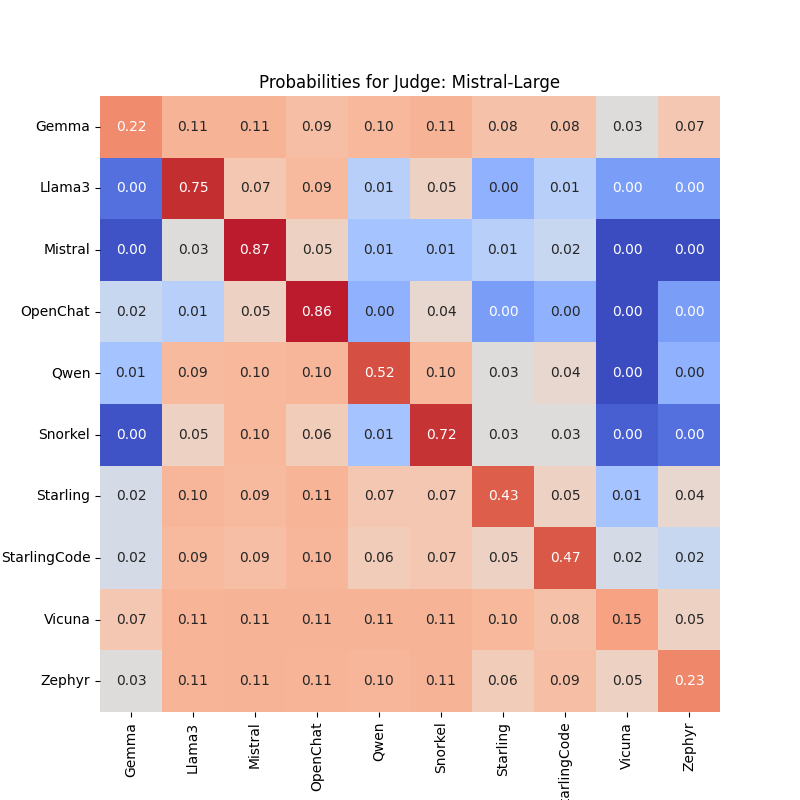 Probabilities for Judge: Mistral-Large
Gemma 0.22 0.11 0.11 0.09 0.10 0.11 0.08 0.08 0.03 0.07
Llama3 0.00 0.75 0.07 0.09 0.01 0.05 0.00 0.01 0.00 0.00
Mistral 0.00 0.03 0.87 0.05 0.01 0.01 0.01 0.02 0.00 0.00
OpenChat 0.02 0.01 0.05 0.86 0.00 0.04 0.00 0.00 0.00 0.00
Qwen 0.01 0.09 0.10 0.10 0.52 0.10 0.03 0.04 0.00 0.00
Snorkel 0.00 0.05 0.10 0.06 0.01 0.72 0.03 0.03 0.00 0.00
Starling 0.02 0.10 0.09 0.11 0.07 0.07 0.43 0.05 0.01 0.04
StarlingCode 0.02 0.09 0.09 0.10 0.06 0.07 0.05 0.47 0.02 0.02
Vicuna 0.07 0.11 0.11 0.11 0.11 0.11 0.10 0.08 0.15 0.05
Zephyr 0.03 0.11 0.11 0.11 0.10 0.11 0.06 0.09 0.05 0.23
Gemma Llama3 Mistral OpenChat Qwen Snorkel Starling arlingCode Vicuna Zephyr